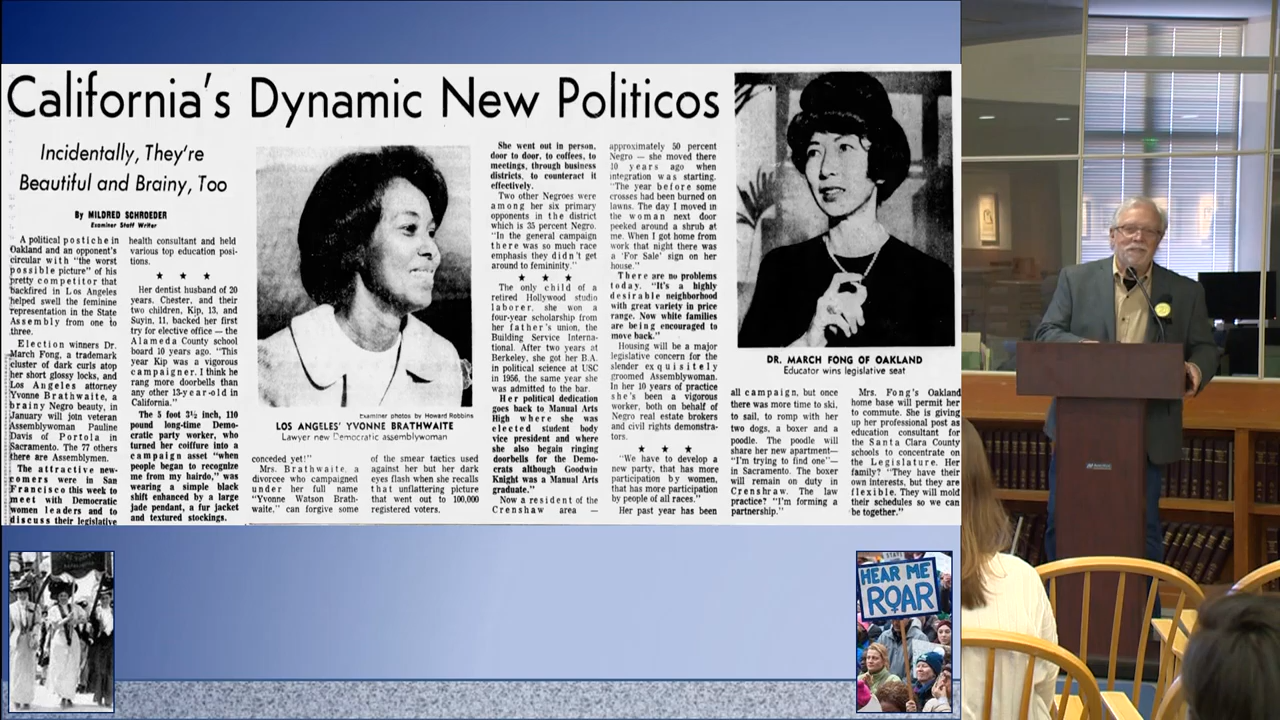 California's Dynamic New Politicos
Incidentally, They're
Beautiful and Brainy, Too
By MILDRED SCHROEDER
Examiner Staff Writer
A political postiche in
Oakland and an opponent's
circular with "the worst
possible picture" of his
pretty competitor that
backfired in Los Angeles
helped swell the feminine
representation in the State
Assembly from one to
three.
Election winners Dr.
March Fong, a trademark
cluster of dark curls atop
her short glossy locks, and
Los Angeles attorney
Yvonne Brathwaite, a
brainy Negro beauty, in
January will join veteran
Assemblywoman Pauline
Davis of Portola in
Sacramento. The 77 others
there are Assemblymen.
The attractive new-
comers were in San
Francisco this week to
meet with Democratic
women leaders and to
discuss their legislative
health consultant and held
various top education posi-
tions.
★ ★ ★
Her dentist husband of 20
years, Chester, and their
two children, Kip, 13, and
Suyin, 11, backed her first
try for elective office — the
Alameda County school
board 10 years ago. "This
year Kip was a vigorous
campaigner. I think he
rang more doorbells than
any other 13-year-old in
California."
The 5 foot 3½ inch, 110
pound long-time Demo-
cratic party worker, who
turned her coiffure into a
campaign asset "when
people began to recognize
me from my hairdo," was
wearing a simple black
shift enhanced by a large
jade pendant, a fur jacket
and textured stockings.
Examiner photos by Howard Robbins
LOS ANGELES' YVONNE BRATHWAITE
Lawyer new Democratic assemblywoman
conceded yet!"
Mrs. Brathwaite, a
divorcee who campaigned
under her full name
"Yvonne Watson Brath-
waite," can forgive some
of the smear tactics used
against her but her dark
eyes flash when she recalls
that unflattering picture
that went out to 100,000
registered voters.
She went out in person,
door to door, to coffees, to
meetings, through business
districts, to counteract it
effectively.
Two other Negroes were
among her six primary
opponents in the district
which is 35 percent Negro.
"In the general campaign
there was so much race
emphasis they didn't get
around to femininity."
★ ★ ★
The only child of a
retired Hollywood studio
laborer, she won a
four-year scholarship from
her father's union, the
Building Service Interna-
tional. After two years at
Berkeley, she got her B.A.
in political science at USC
in 1956, the same year she
was admitted to the bar.
Her political dedication
goes back to Manual Arts
High where she was
elected student body
vice president and where
she also began ringing
doorbells for the Demo-
crats although Goodwin
Knight was a Manual Arts
graduate."
Now a resident of the
Crenshaw area —
approximately 50 percent
Negro — she moved there
10 years ago when
integration was starting.
"The year before some
crosses had been burned on
lawns. The day I moved in
the woman next door
peeked around a shrub at
me. When I got home from
work that night there was
a 'For Sale' sign on her
house."
There are no problems
today. "It's a highly
desirable neighborhood
with great variety in price
range. Now white families
are being encouraged to
move back."
Housing will be a major
legislative concern for the
slender exquisitely
groomed Assemblywoman.
In her 10 years of practice
she's been a vigorous
worker, both on behalf of
Negro real estate brokers
and civil rights demonstra-
tors.
★ ★ ★
"We have to develop a
new party, that has more
participation by women,
that has more participation
by people of all races."
Her past year has been
DR. MARCH FONG OF OAKLAND
Educator wins legislative seat
all campaign, but once
there was more time to ski,
to sail, to romp with her
two dogs, a boxer and a
poodle. The poodle will
share her new apartment—
"I'm trying to find one"—
in Sacramento. The boxer
will remain on duty in
Crenshaw. The law
practice? "I'm forming a
partnership."
Mrs. Fong's Oakland
home base will permit her
to commute. She is giving
up her professional post as
education consultant for
the Santa Clara County
schools to concentrate on
the Legislature. Her
family? "They have their
own interests, but they are
flexible. They will mold
their schedules so we can
be together."
HEAR ME
ROAR